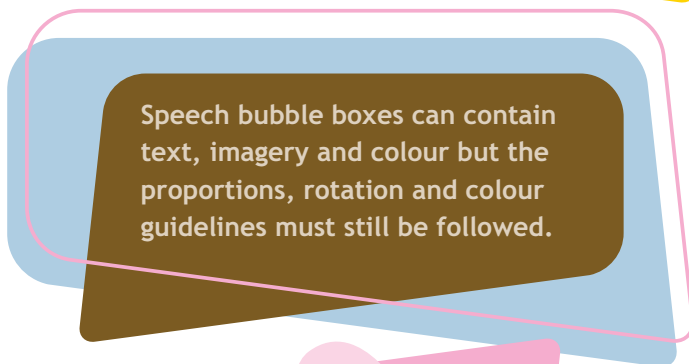 Speech bubble boxes can contain
text, imagery and colour but the
proportions, rotation and colour
guidelines must still be followed.